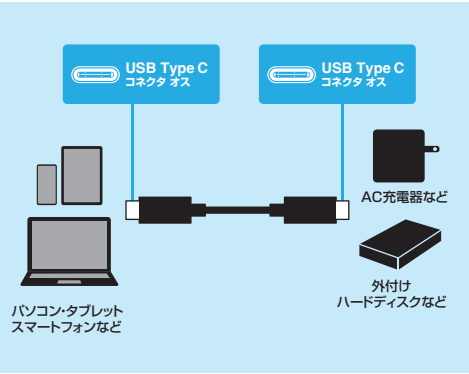 USB Type C
コネクタ オス
USB Type C
コネクタ オス
AC充電器など
外付け
ハードディスクなど
パソコン・タブレット
スマートフォンなど